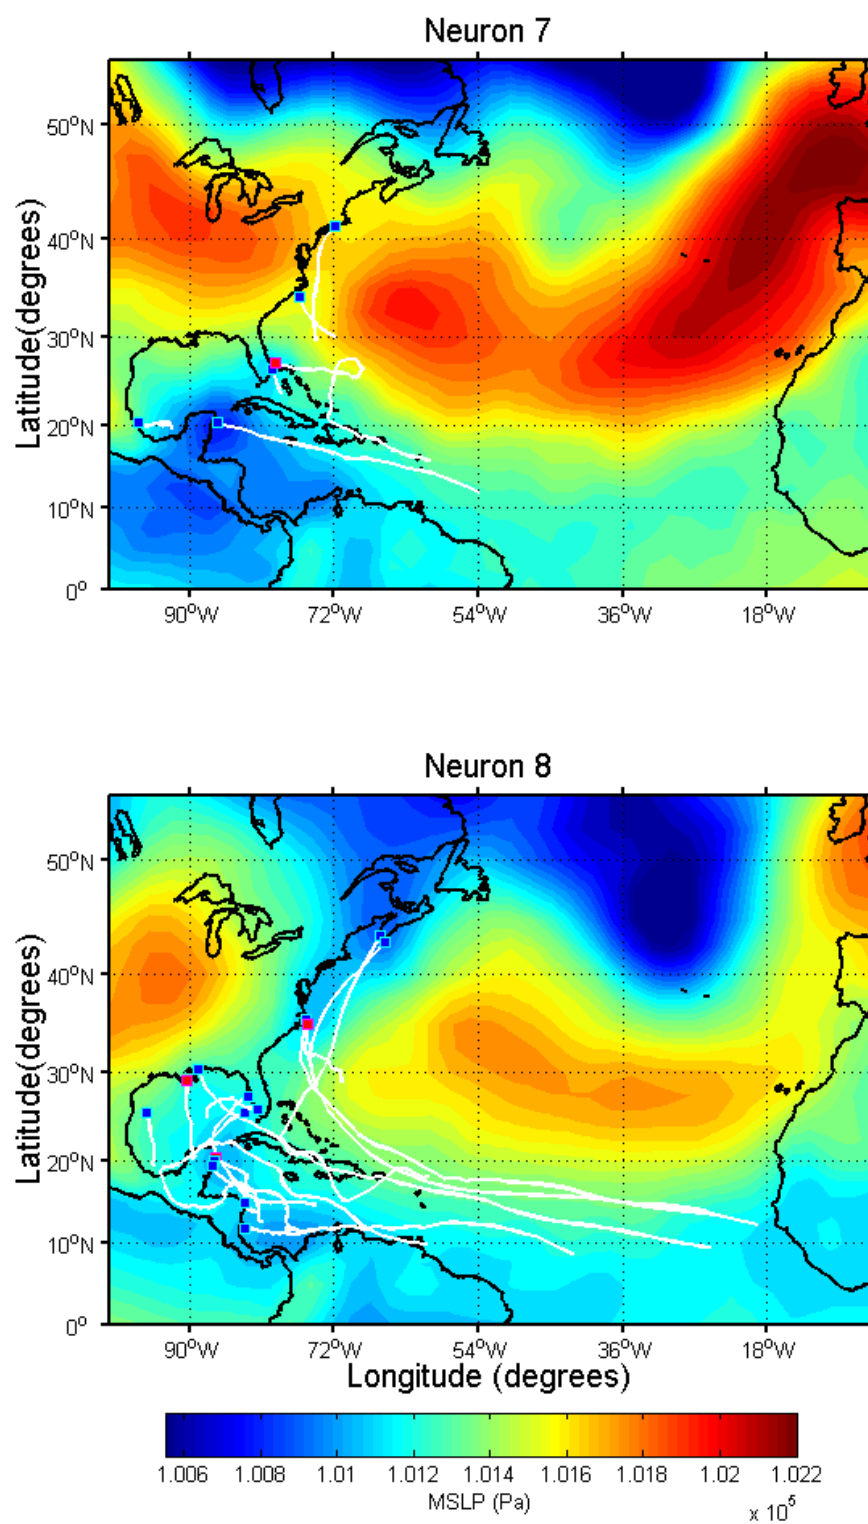 Neuron 7
50°N
40°N
30°N
20°N
10°N
0°
Latitude(degrees)
90°W 72°W 54°W 36°W 18°W
Neuron 8
50°N
40°N
30°N
20°N
10°N
0°
Latitude(degrees)
90°W 72°W 54°W 36°W 18°W
Longitude (degrees)
1.006 1.008 1.01 1.012 1.014 1.016 1.018 1.02 1.022
MSLP (Pa)
x 10⁵